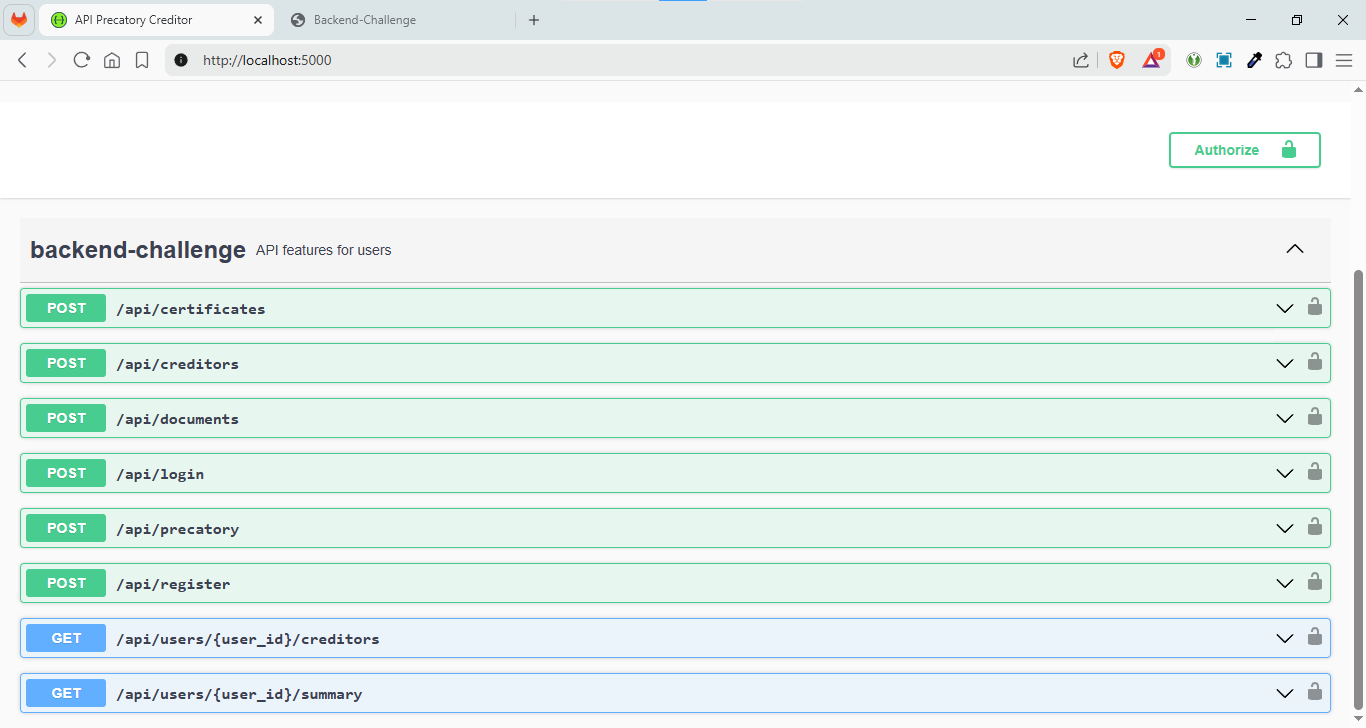 API Precatory Creditor
Backend-Challenge
http://localhost:5000
1
Authorize
backend-challenge API features for users
POST /api/certificates
POST /api/creditors
POST /api/documents
POST /api/login
POST /api/precatory
POST /api/register
GET /api/users/{user_id}/creditors
GET /api/users/{user_id}/summary